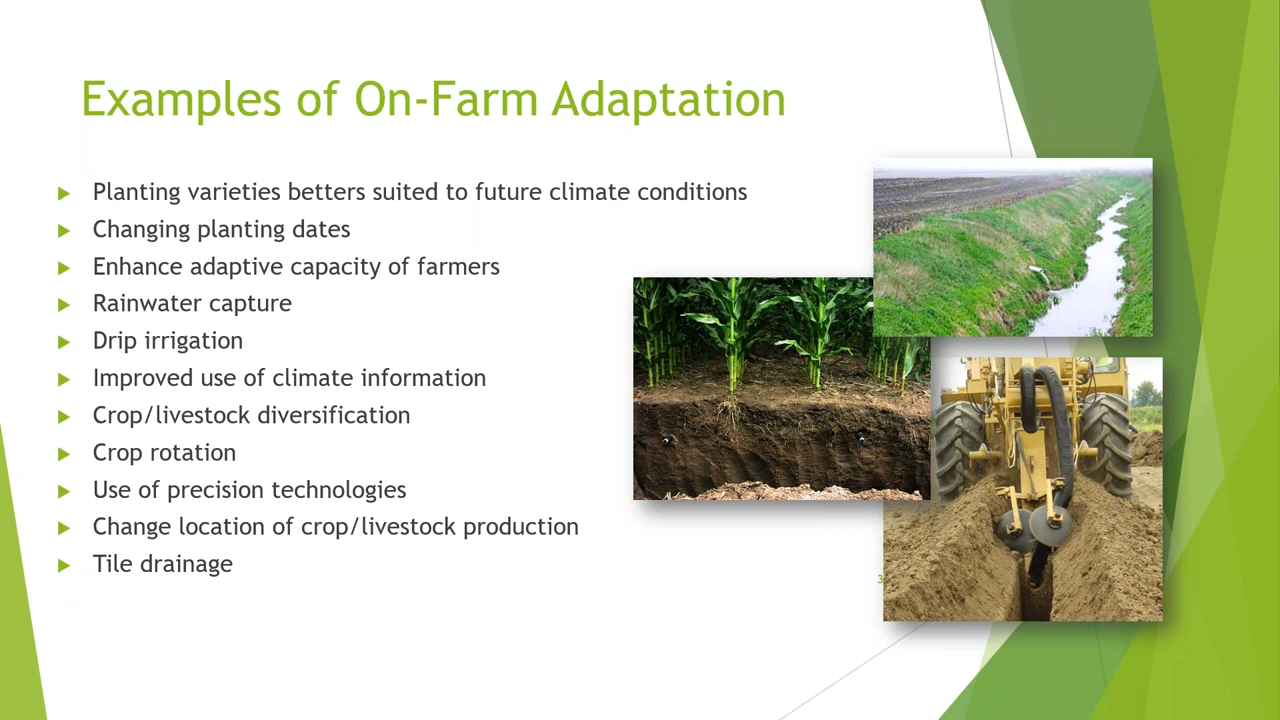 Examples of On-Farm Adaptation
Planting varieties betters suited to future climate conditions
Changing planting dates
Enhance adaptive capacity of farmers
Rainwater capture
Drip irrigation
Improved use of climate information
Crop/livestock diversification
Crop rotation
Use of precision technologies
Change location of crop/livestock production
Tile drainage